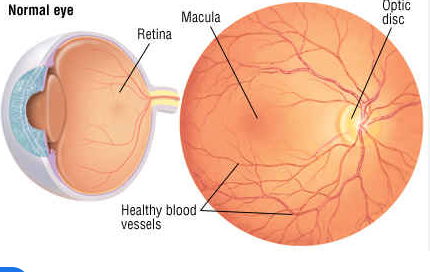 Normal eye
Retina
Macula
Optic
disc
Healthy blood
vessels